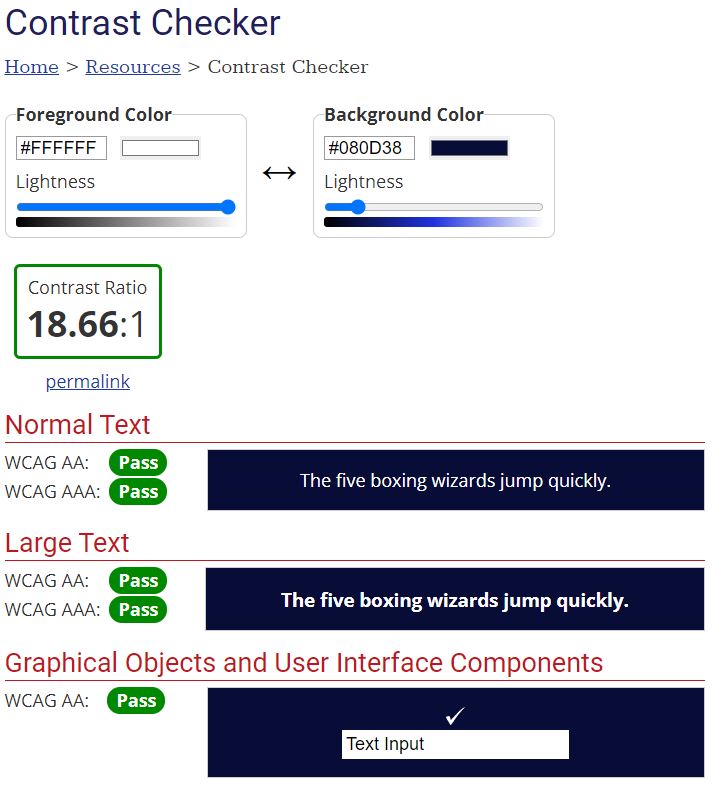 Contrast Checker
Home > Resources > Contrast Checker
Foreground Color
#FFFFFF
Lightness
Background Color
#080D38
Lightness
Contrast Ratio
18.66:1
permalink
Normal Text
WCAG AA: Pass
WCAG AAA: Pass
The five boxing wizards jump quickly.
Large Text
WCAG AA: Pass
WCAG AAA: Pass
The five boxing wizards jump quickly.
Graphical Objects and User Interface Components
WCAG AA: Pass
Text Input